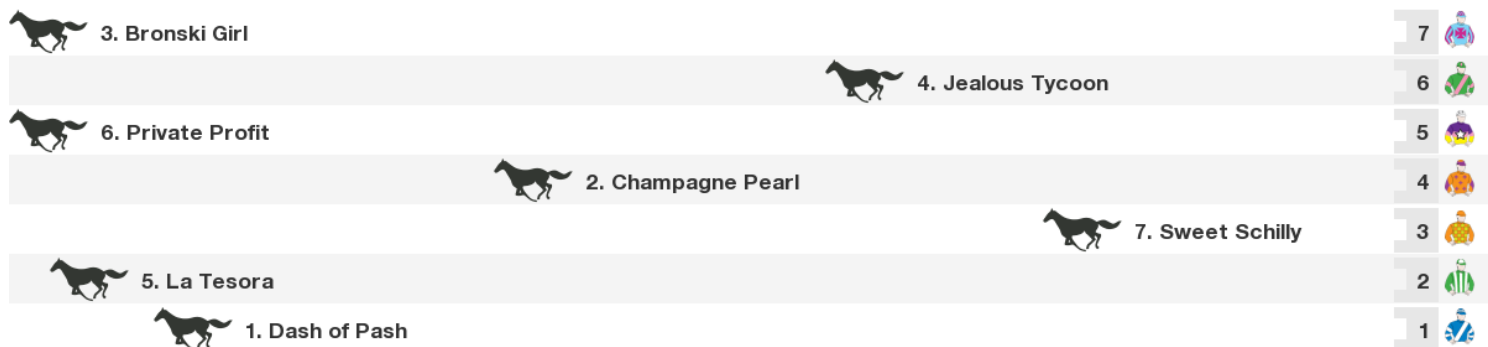 3. Bronski Girl 7
4. Jealous Tycoon 6
6. Private Profit 5
2. Champagne Pearl 4
7. Sweet Schilly 3
5. La Tesora 2
1. Dash of Pash 1